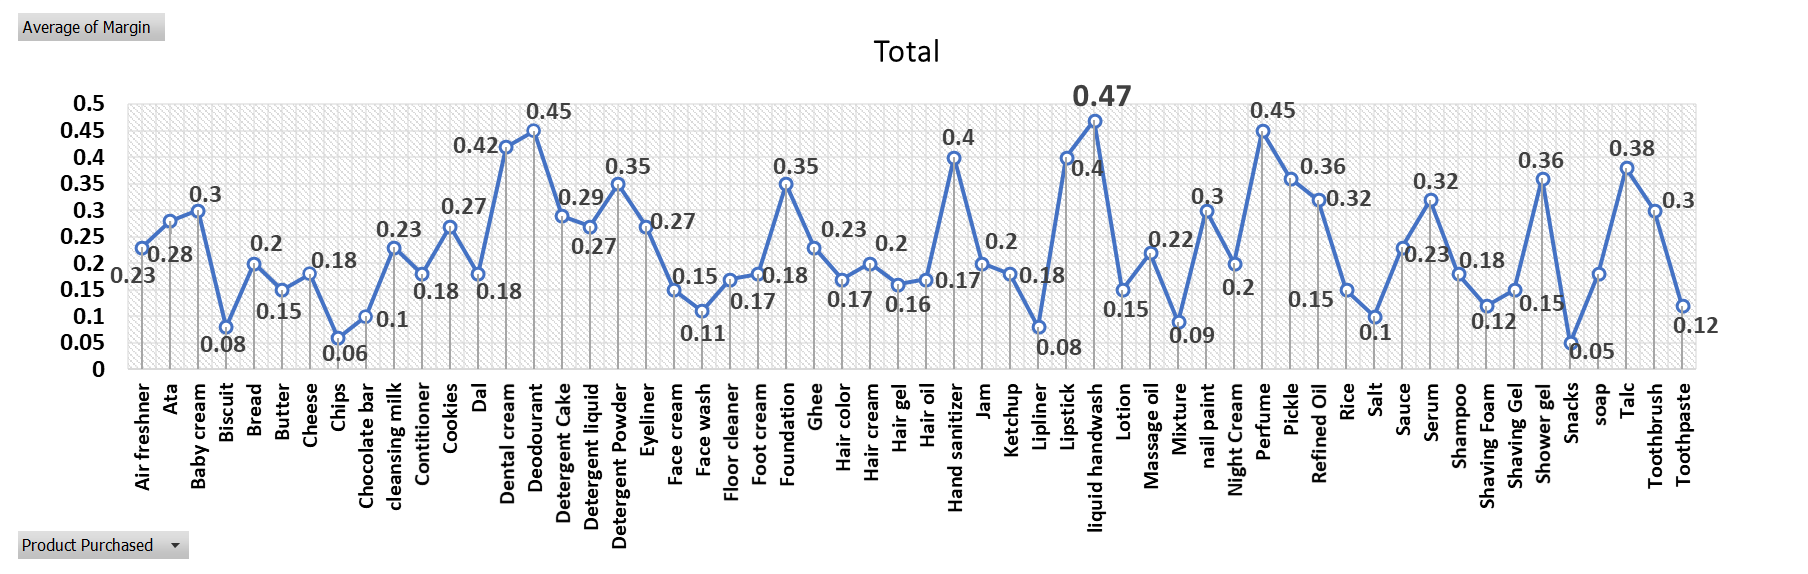 Average of Margin
Total
0.5
0.45
0.4
0.35
0.3
0.25
0.2
0.15
0.1
0.05
0
0.23
0.28
0.3
0.08
0.2
0.15
0.18
0.06
0.1
0.23
0.18
0.27
0.18
0.42
0.45
0.29
0.27
0.35
0.27
0.15
0.11
0.17
0.18
0.35
0.23
0.17
0.2
0.16
0.17
0.4
0.2
0.18
0.08
0.4
0.47
0.15
0.22
0.09
0.3
0.2
0.45
0.36
0.32
0.15
0.1
0.23
0.32
0.18
0.12
0.15
0.36
0.05
0.38
0.3
0.12
Air freshner
Ata
Baby cream
Biscuit
Bread
Butter
Cheese
Chips
Chocolate bar
cleansing milk
Contitioner
Cookies
Dal
Dental cream
Deodourant
Detergent Cake
Detergent liquid
Detergent Powder
Eyeliner
Face cream
Face wash
Floor cleaner
Foot cream
Foundation
Ghee
Hair color
Hair cream
Hair gel
Hair oil
Hand sanitizer
Jam
Ketchup
Lipliner
Lipstick
liquid handwash
Lotion
Massage oil
Mixture
nail paint
Night Cream
Perfume
Pickle
Refined Oil
Rice
Salt
Sauce
Serum
Shampoo
Shaving Foam
Shaving Gel
Shower gel
Snacks
soap
Talc
Toothbrush
Toothpaste
Product Purchased